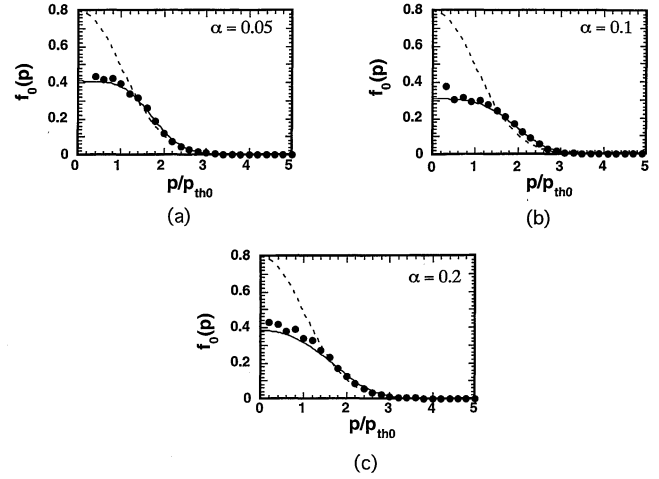 α = 0.05
0.8
0.6
0.4
0.2
0
f₀(p)
0 1 2 3 4 5
p/pth0
(a)
α = 0.1
0.8
0.6
0.4
0.2
0
f₀(p)
0 1 2 3 4 5
p/pth0
(b)
α = 0.2
0.8
0.6
0.4
0.2
0
f₀(p)
0 1 2 3 4 5
p/pth0
(c)